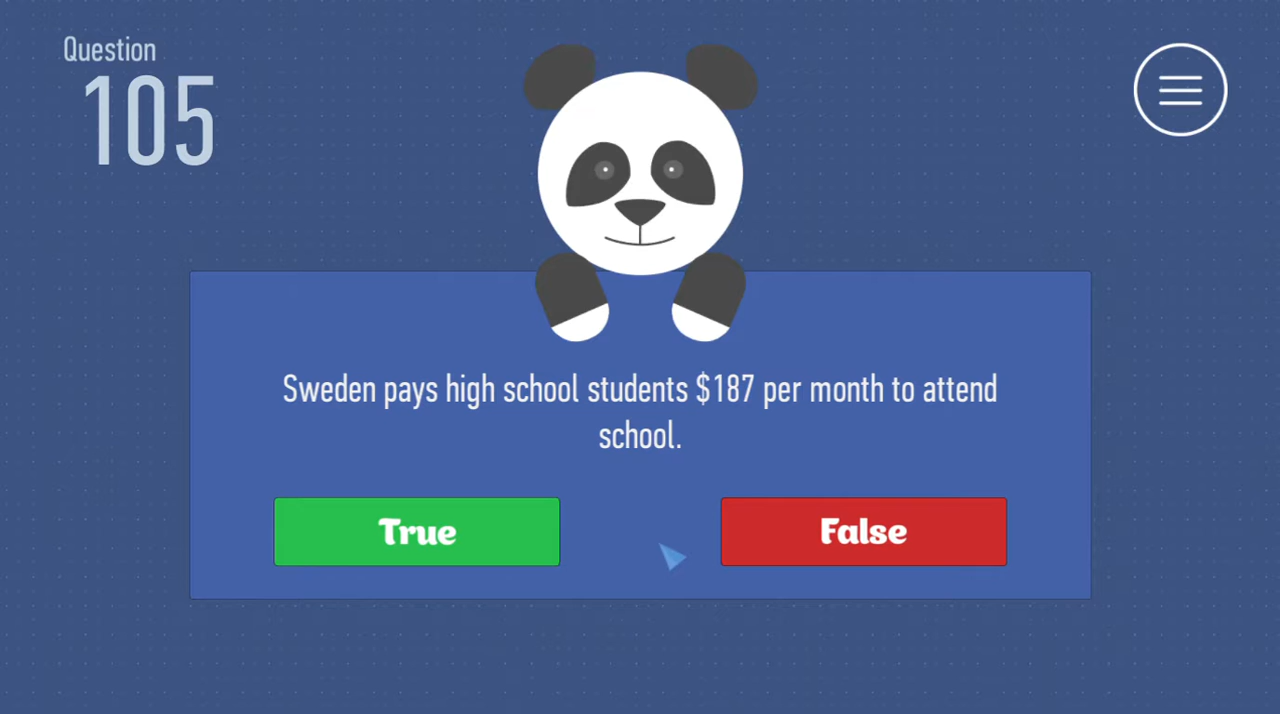 Question
105
Sweden pays high school students $187 per month to attend
school.
True
False